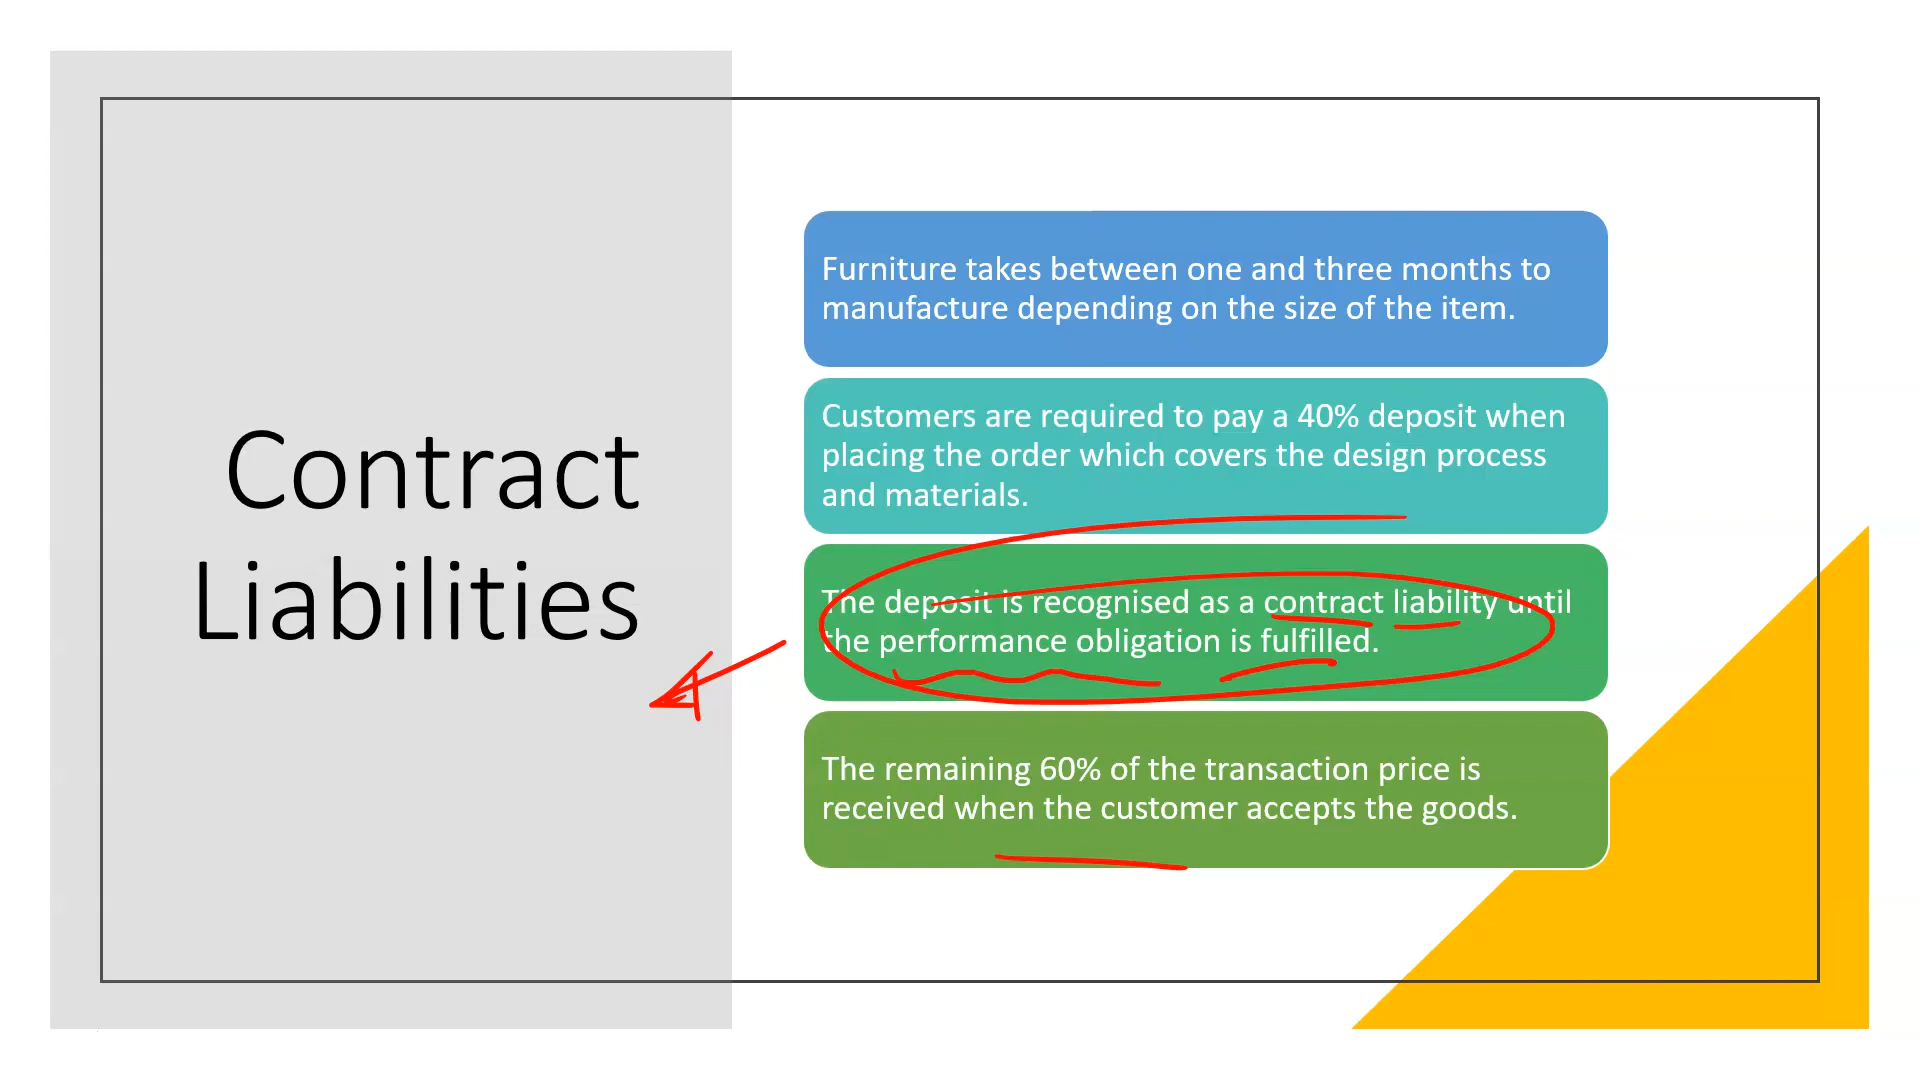 Contract
Liabilities
Furniture takes between one and three months to
manufacture depending on the size of the item.
Customers are required to pay a 40% deposit when
placing the order which covers the design process
and materials.
The deposit is recognised as a contract liability until
the performance obligation is fulfilled.
The remaining 60% of the transaction price is
received when the customer accepts the goods.